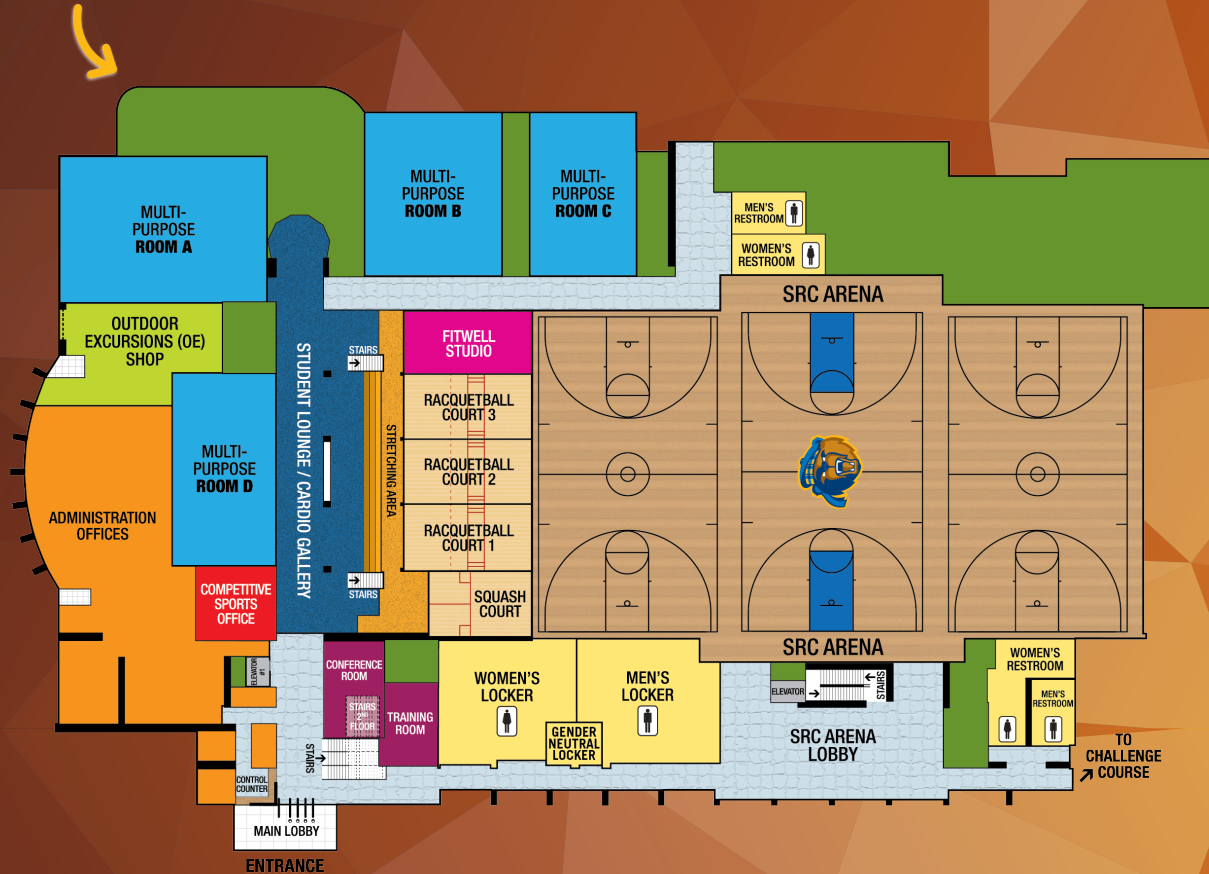 MULTI-
PURPOSE
ROOM A
MULTI-
PURPOSE
ROOM B
MULTI-
PURPOSE
ROOM C
MEN'S
RESTROOM
WOMEN'S
RESTROOM
SRC ARENA
OUTDOOR
EXCURSIONS (OE)
SHOP
STUDENT LOUNGE / CARDIO GALLERY
STAIRS
FITWELL
STUDIO
STRETCHING AREA
RACQUETBALL
COURT 3
RACQUETBALL
COURT 2
RACQUETBALL
COURT 1
MULTI-
PURPOSE
ROOM D
ADMINISTRATION
OFFICES
COMPETITIVE
SPORTS
OFFICE
STAIRS
SQUASH
COURT
SRC ARENA
ELEVATOR
#1
CONFERENCE
ROOM
STAIRS
2ND
FLOOR
TRAINING
ROOM
WOMEN'S
LOCKER
MEN'S
LOCKER
GENDER
NEUTRAL
LOCKER
ELEVATOR
STAIRS
WOMEN'S
RESTROOM
MEN'S
RESTROOM
SRC ARENA
LOBBY
TO
CHALLENGE
COURSE
STAIRS
CONTROL
COUNTER
MAIN LOBBY
ENTRANCE